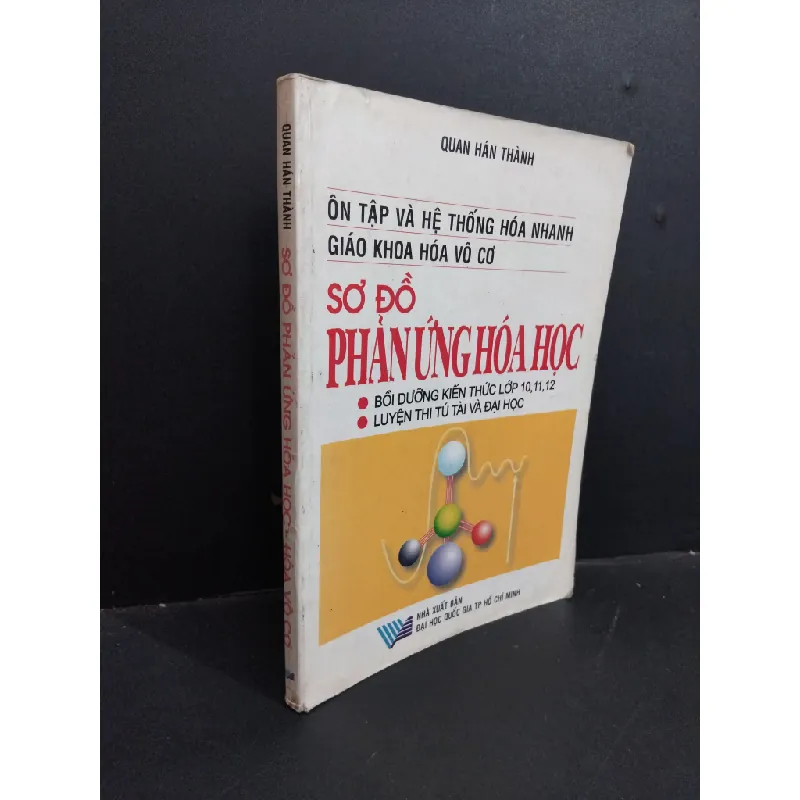 QUAN HÁN THÀNH
ÔN TẬP VÀ HỆ THỐNG HÓA NHANH
GIÁO KHOA HÓA VÔ CƠ
SƠ ĐỒ
PHẢN ỨNG HÓA HỌC
BỒI DƯỠNG KIẾN THỨC LỚP 10, 11, 12
LUYỆN THI TÚ TÀI VÀ ĐẠI HỌC
NHÀ XUẤT BẢN
ĐẠI HỌC QUỐC GIA TP HỒ CHÍ MINH
QUAN HÁN THÀNH SƠ ĐỒ PHẢN ỨNG HÓA HỌC - HÓA VÔ CƠ